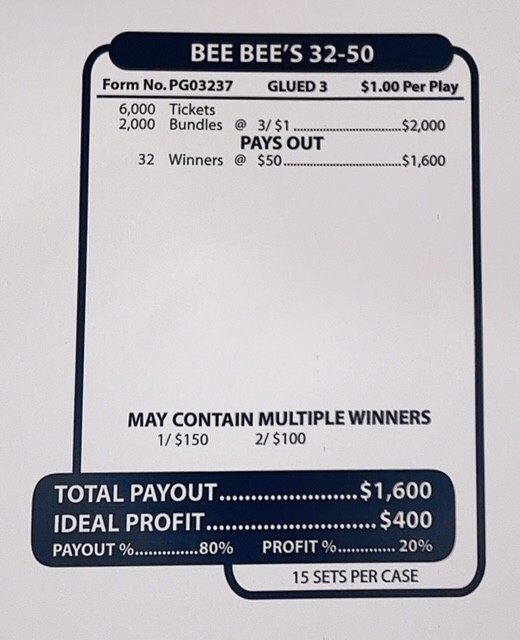 BEE BEE'S 32-50
Form No. PG03237 GLUED 3 $1.00 Per Play
6,000 Tickets
2,000 Bundles @ 3/ $1..............................$2,000
PAYS OUT
32 Winners @ $50..............................$1,600
MAY CONTAIN MULTIPLE WINNERS
1/ $150 2/ $100
TOTAL PAYOUT......................$1,600
IDEAL PROFIT........................... $400
PAYOUT %..............80% PROFIT %............. 20%
15 SETS PER CASE